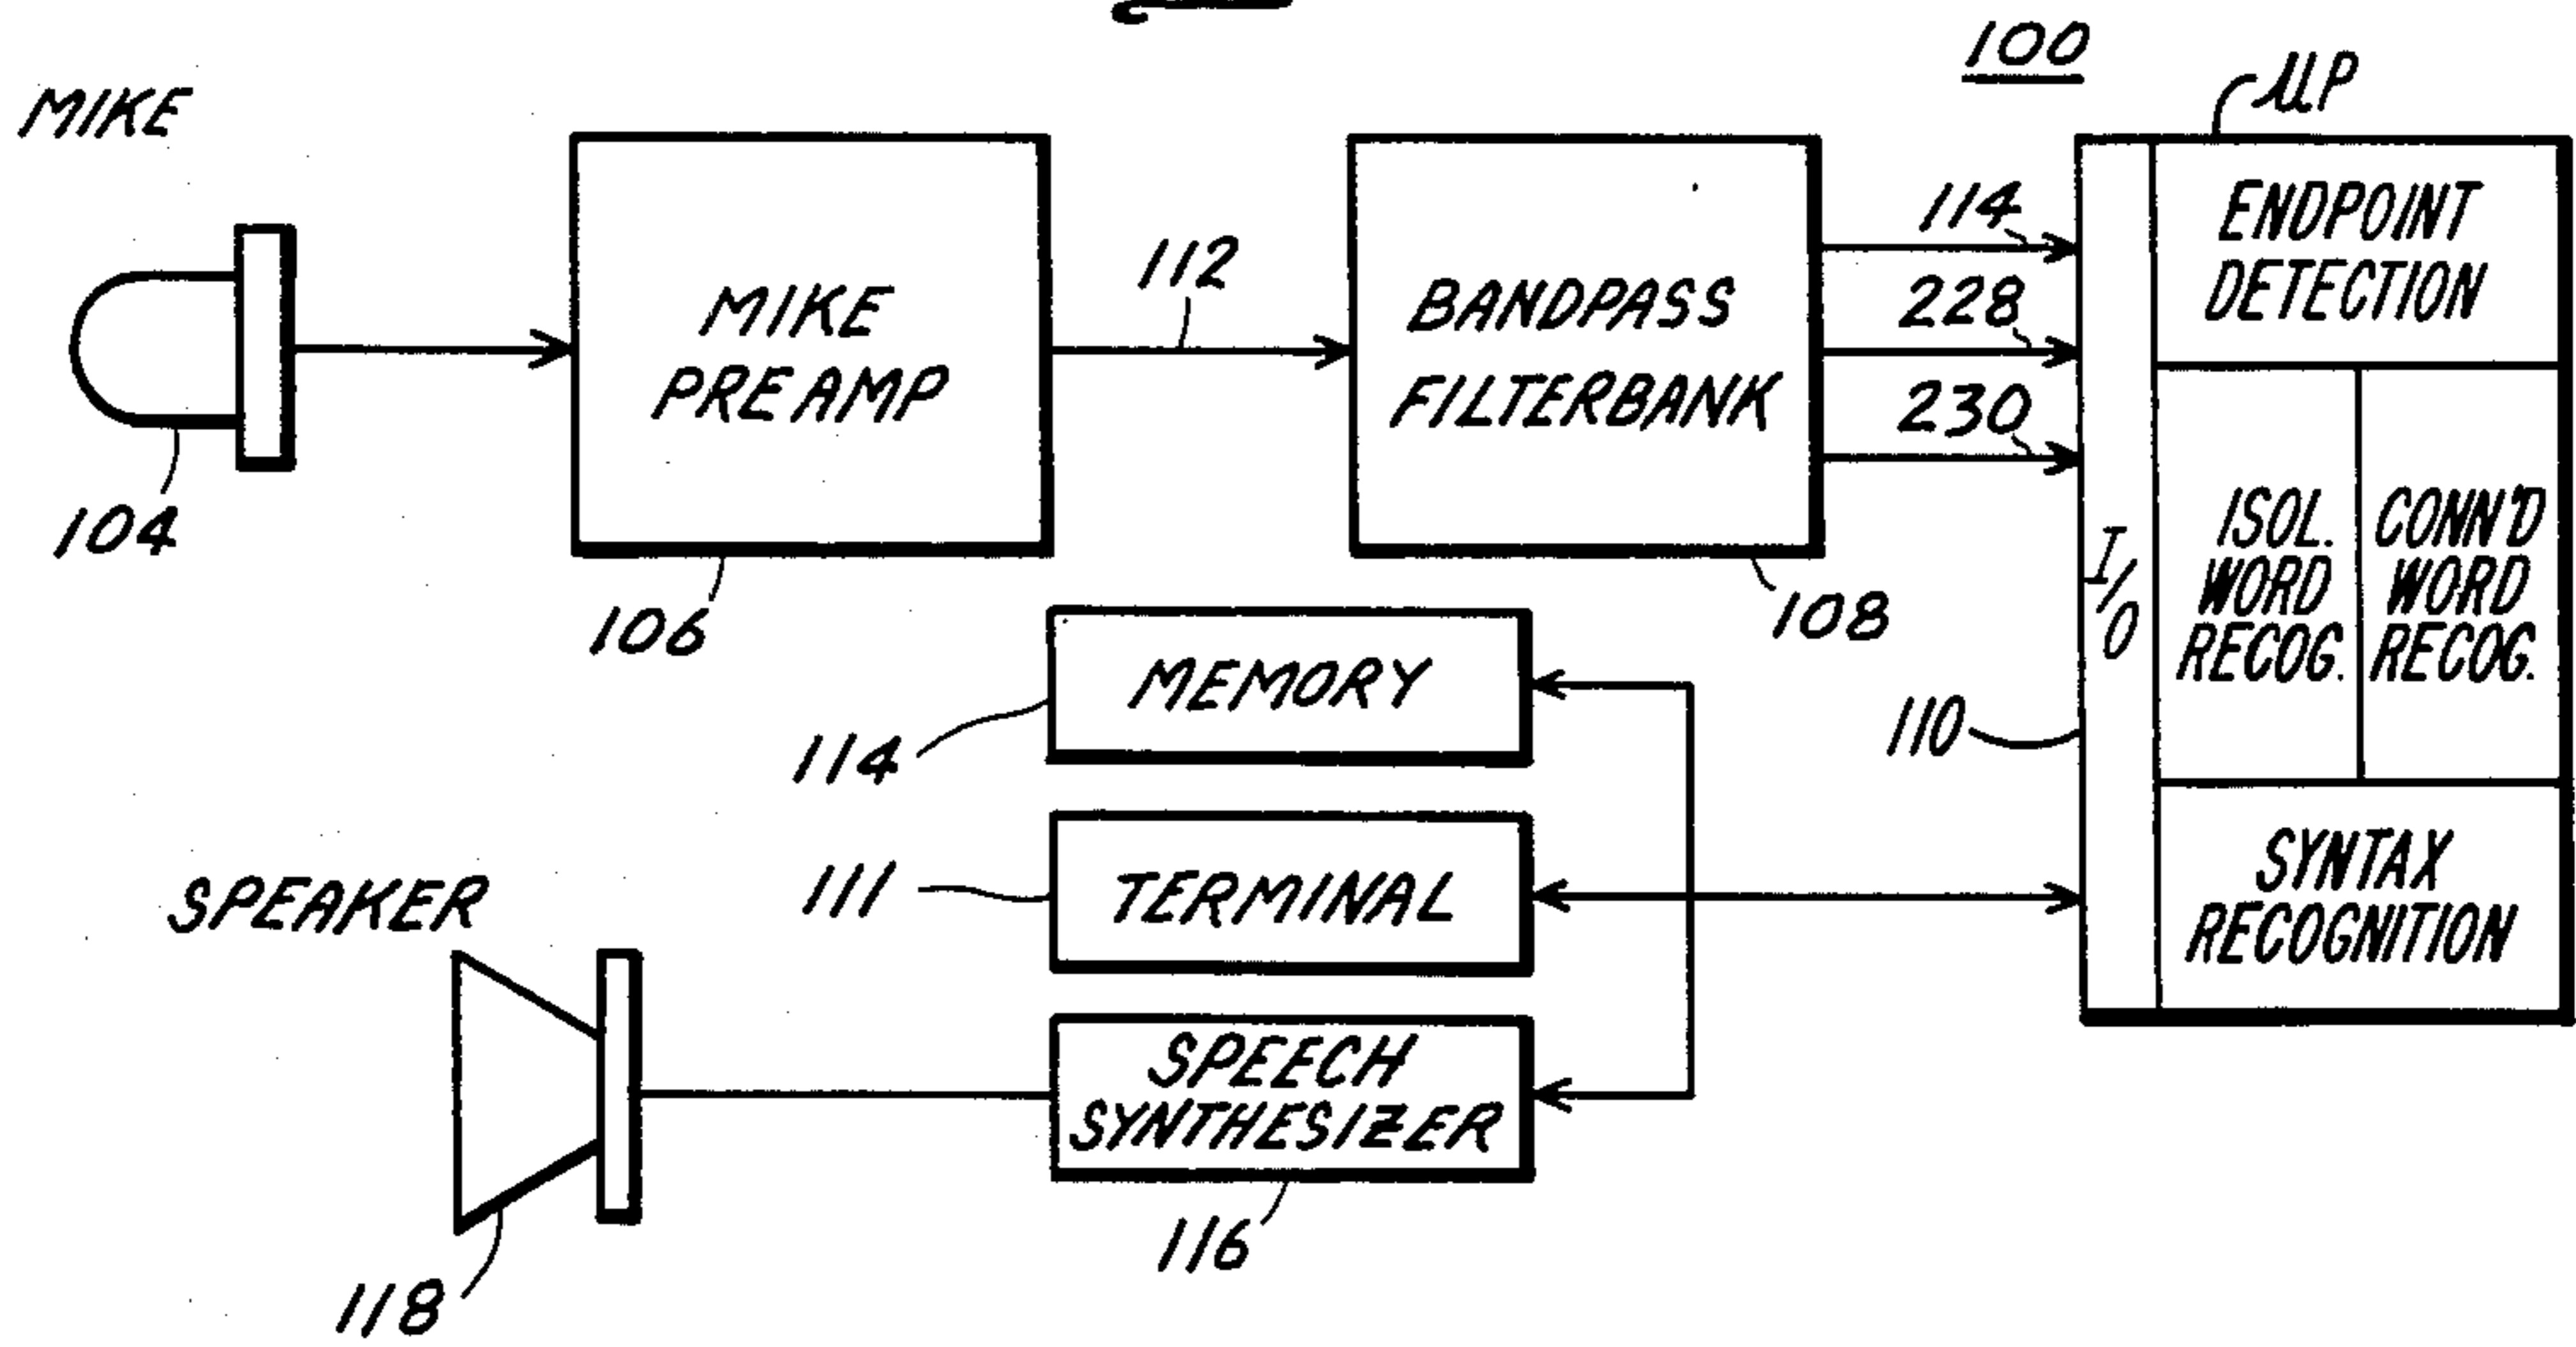 100
µP
MIKE
104
MIKE
PREAMP
106
112
BANDPASS
FILTERBANK
108
114
228
230
I/O
110
ENDPOINT
DETECTION
ISOL.
WORD
RECOG.
CONN'D
WORD
RECOG.
SYNTAX
RECOGNITION
MEMORY
114
TERMINAL
111
SPEECH
SYNTHESIZER
116
SPEAKER
118